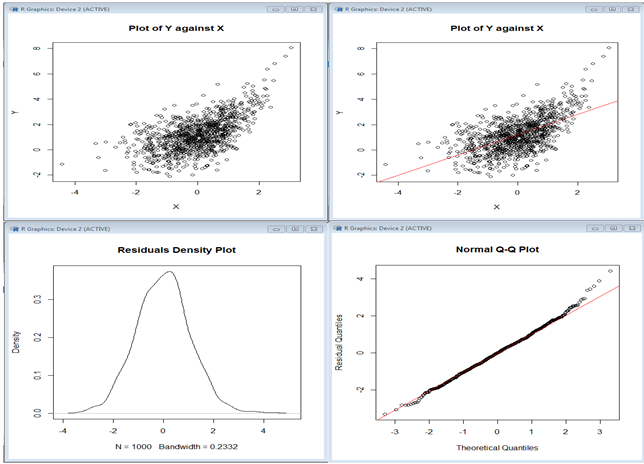 R Graphics: Device 2 (ACTIVE)
Plot of Y against X
8
6
4
2
0
-2
Y
-4 -2 0 2
X
R Graphics: Device 2 (ACTIVE)
Plot of Y against X
8
6
4
2
0
-2
Y
-4 -2 0 2
X
R Graphics: Device 2 (ACTIVE)
Residuals Density Plot
0.3
0.2
0.1
0.0
Density
-4 -2 0 2 4
N = 1000 Bandwidth = 0.2332
R Graphics: Device 2 (ACTIVE)
Normal Q-Q Plot
4
2
0
-2
Residual Quantiles
-3 -2 -1 0 1 2 3
Theoretical Quantiles